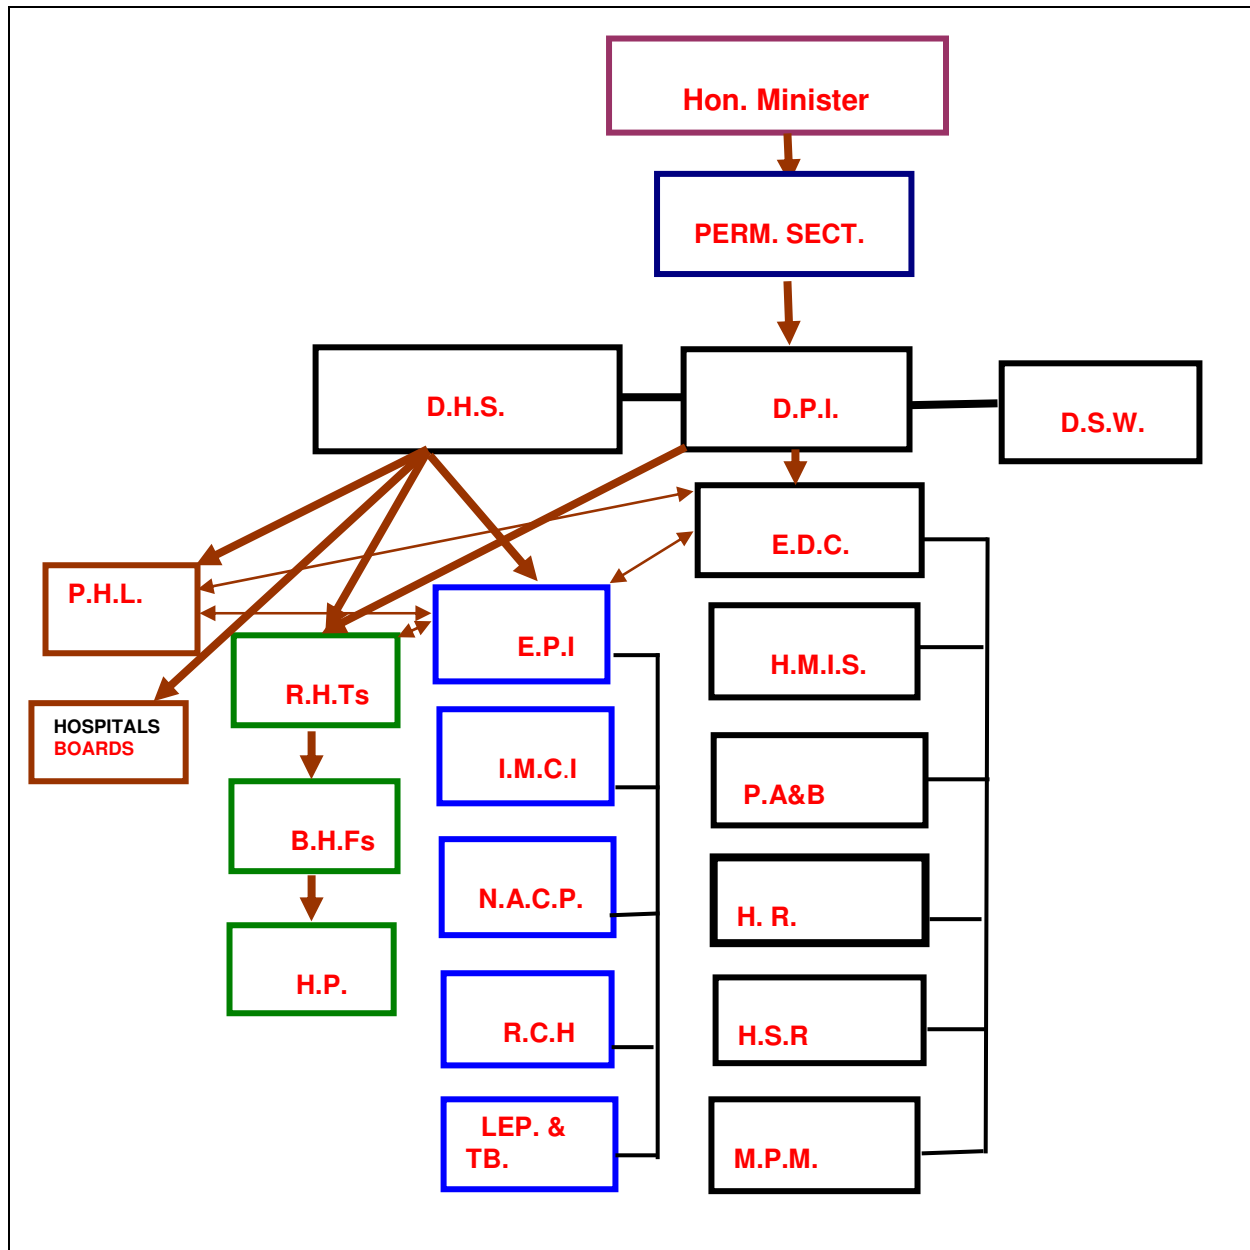 Hon. Minister
PERM. SECT.
D.H.S.
D.P.I.
D.S.W.
E.D.C.
P.H.L.
E.P.I
H.M.I.S.
R.H.Ts
HOSPITALS
BOARDS
I.M.C.I
P.A&B
B.H.Fs
N.A.C.P.
H. R.
H.P.
R.C.H
H.S.R
LEP. &
TB.
M.P.M.